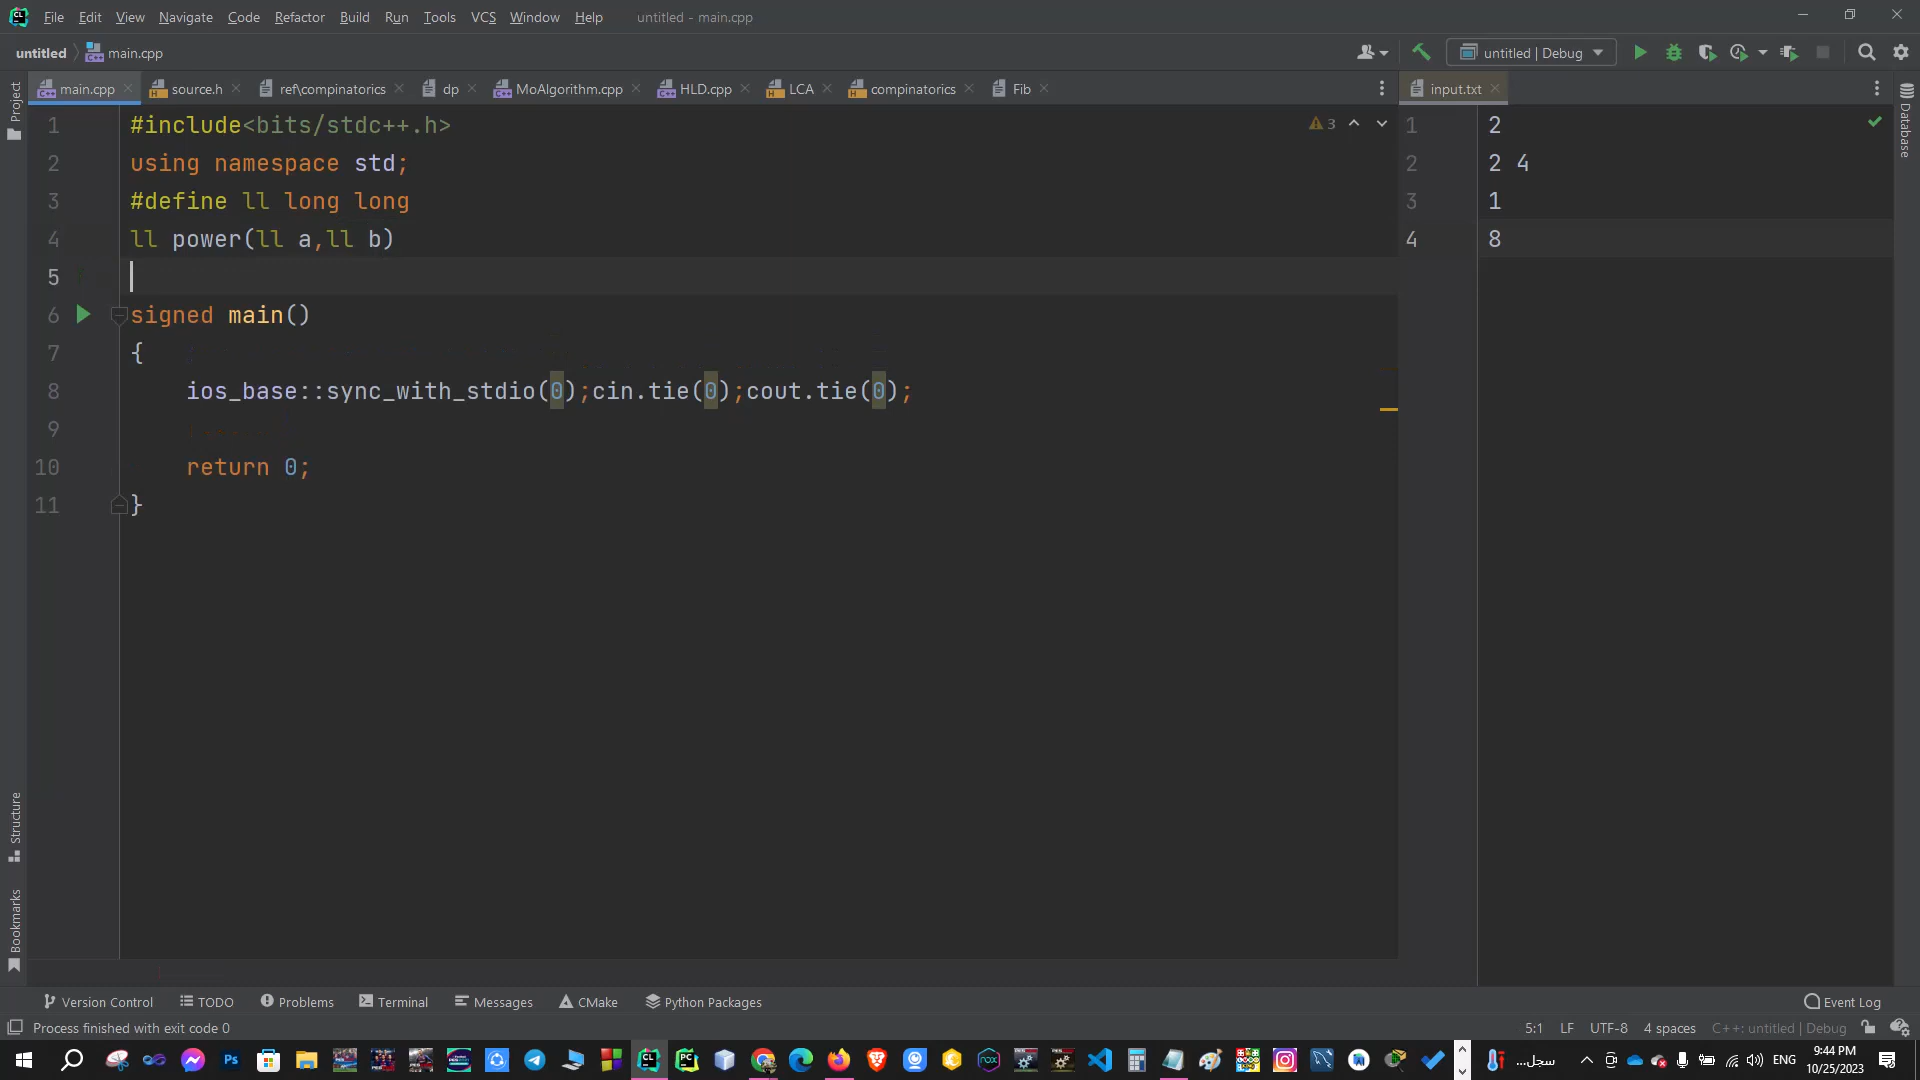 File Edit View Navigate Code Refactor Build Run Tools VCS Window Help untitled - main.cpp
untitled main.cpp untitled | Debug
main.cpp source.h ref\compinatorics dp MoAlgorithm.cpp HLD.cpp LCA compinatorics Fib input.txt
Project
Structure
Bookmarks
1 #include<bits/stdc++.h>
2 using namespace std;
3 #define ll long long
4 ll power(ll a,ll b)
5
6 signed main()
7 {
8 ios_base::sync_with_stdio(0);cin.tie(0);cout.tie(0);
9
10 return 0;
11 }
3
1 2
2 2 4
3 1
4 8
Database
Version Control TODO Problems Terminal Messages CMake Python Packages Event Log
Process finished with exit code 0 5:1 LF UTF-8 4 spaces C++: untitled | Debug
سجل... ENG 9:44 PM
10/25/2023